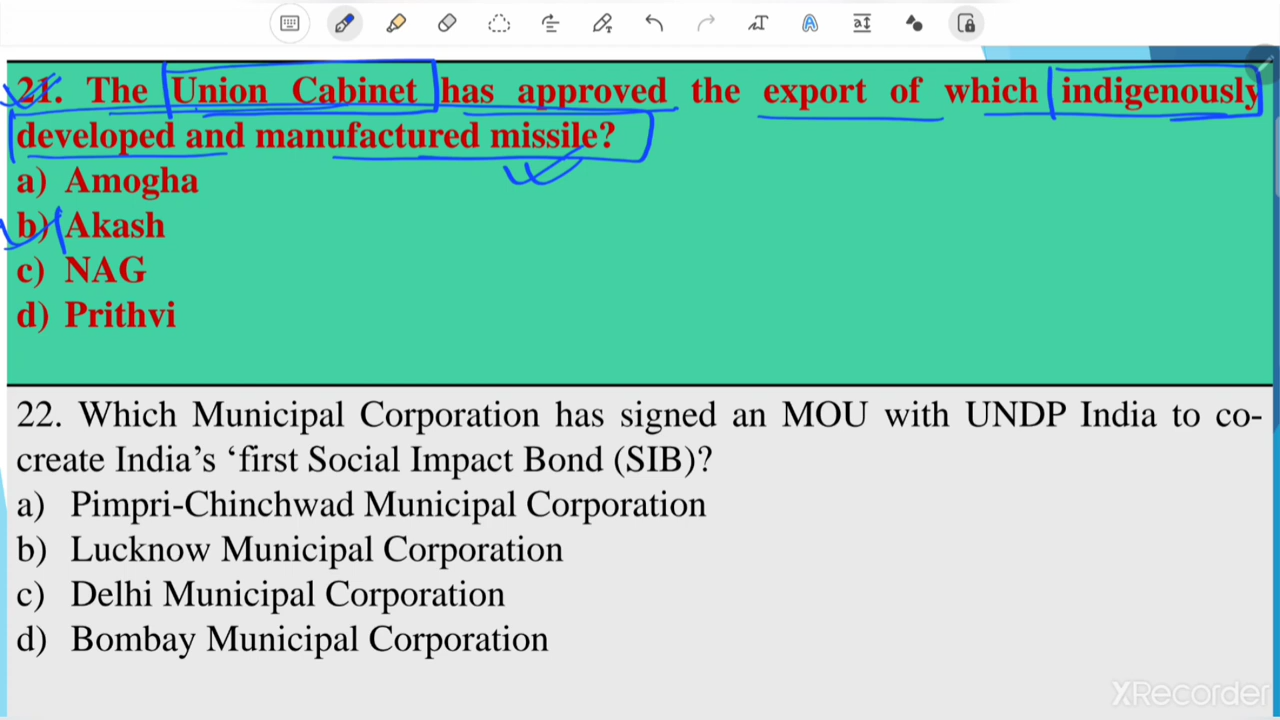 21. The Union Cabinet has approved the export of which indigenously
developed and manufactured missile?
a) Amogha
b) Akash
c) NAG
d) Prithvi
22. Which Municipal Corporation has signed an MOU with UNDP India to co-
create India's 'first Social Impact Bond (SIB)?
a) Pimpri-Chinchwad Municipal Corporation
b) Lucknow Municipal Corporation
c) Delhi Municipal Corporation
d) Bombay Municipal Corporation
XRecorder